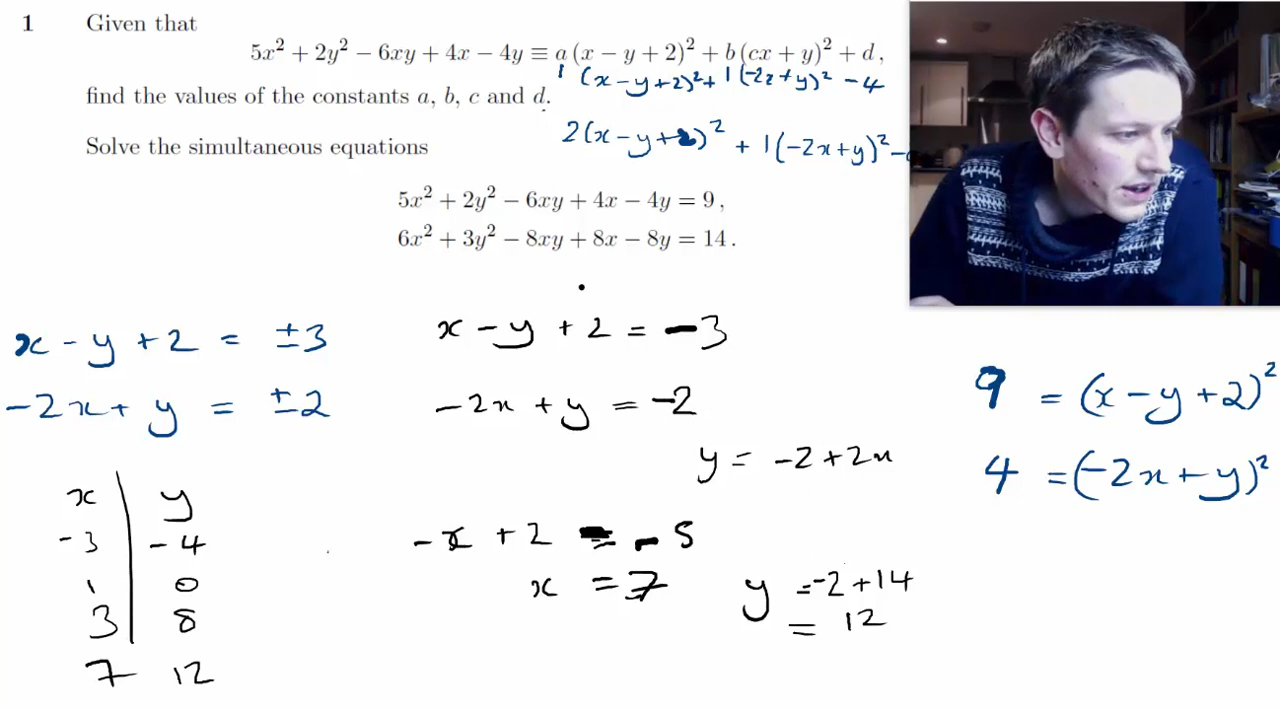 1 Given that
5x² + 2y² − 6xy + 4x − 4y ≡ a (x − y + 2)² + b (cx + y)² + d ,
1 (x − y + 2)² + 1 (−2x + y)² − 4
find the values of the constants a, b, c and d.
2(x − y + 2)² + 1(−2x + y)² −
Solve the simultaneous equations
5x² + 2y² − 6xy + 4x − 4y = 9 ,
6x² + 3y² − 8xy + 8x − 8y = 14 .
x − y + 2 = ±3
−2x + y = ±2
x y
−3 −4
1 0
3 8
7 12
x − y + 2 = −3
−2x + y = −2
y = −2 + 2x
−x + 2 = −5
x = 7
y = −2 + 14
= 12
9 = (x − y + 2)²
4 = (−2x + y)²